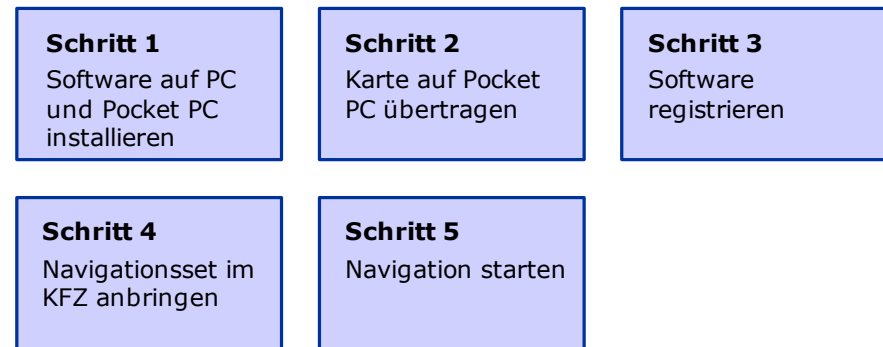 Schritt 1
Software auf PC
und Pocket PC
installieren
Schritt 2
Karte auf Pocket
PC übertragen
Schritt 3
Software
registrieren
Schritt 4
Navigationsset im
KFZ anbringen
Schritt 5
Navigation starten